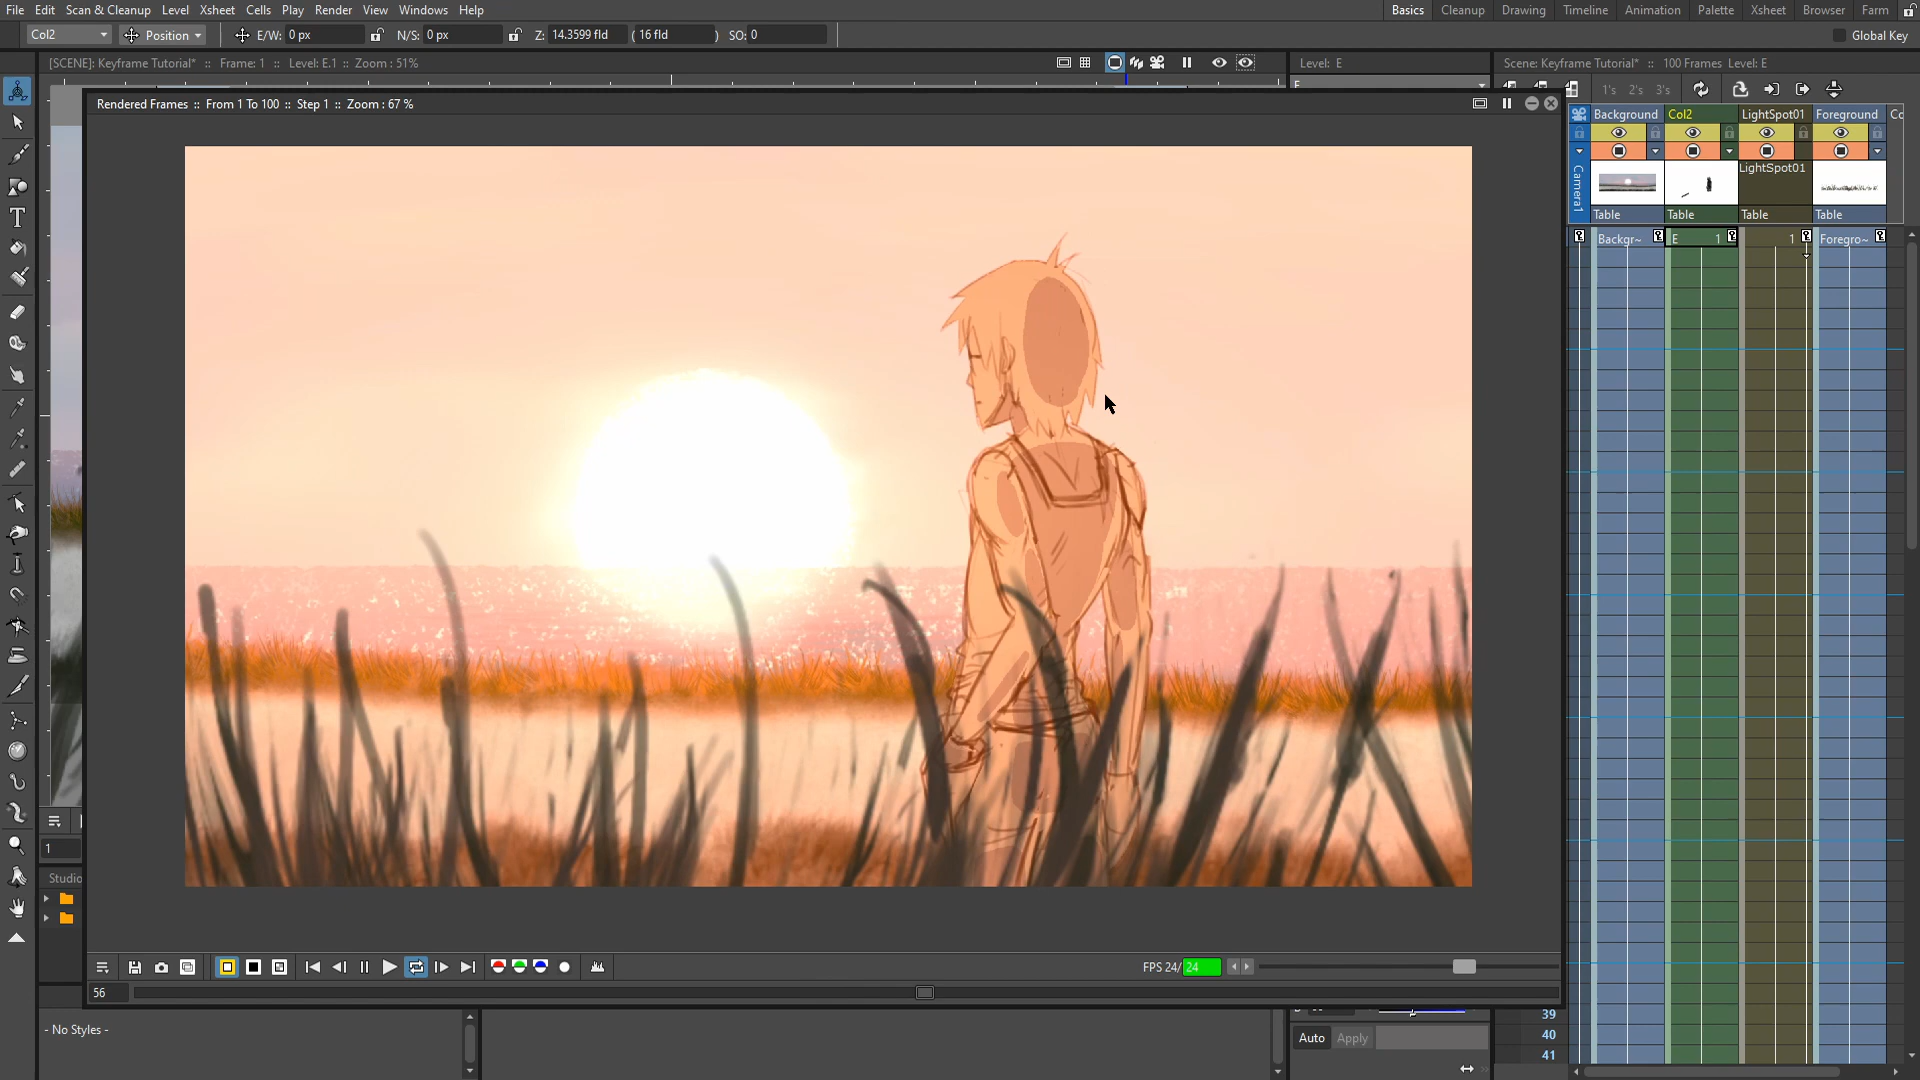 File Edit Scan & Cleanup Level Xsheet Cells Play Render View Windows Help
Basics Cleanup Drawing Timeline Animation Palette Xsheet Browser Farm
Col2 Position E/W: 0 px N/S: 0 px Z: 14.3599 fld ( 16 fld ) SO: 0 Global Key
[SCENE]: Keyframe Tutorial* :: Frame: 1 :: Level: E.1 :: Zoom : 51%
Level: E
Scene: Keyframe Tutorial* :: 100 Frames Level: E
1's 2's 3's
Rendered Frames :: From 1 To 100 :: Step 1 :: Zoom : 67 %
Background Col2 LightSpot01 Foreground Co
Camera1
LightSpot01
Table Table Table Table
Backgr~ E 1 1 Foregro~
1
Studio
FPS 24/ 24
56
- No Styles -
Auto Apply
39
40
41